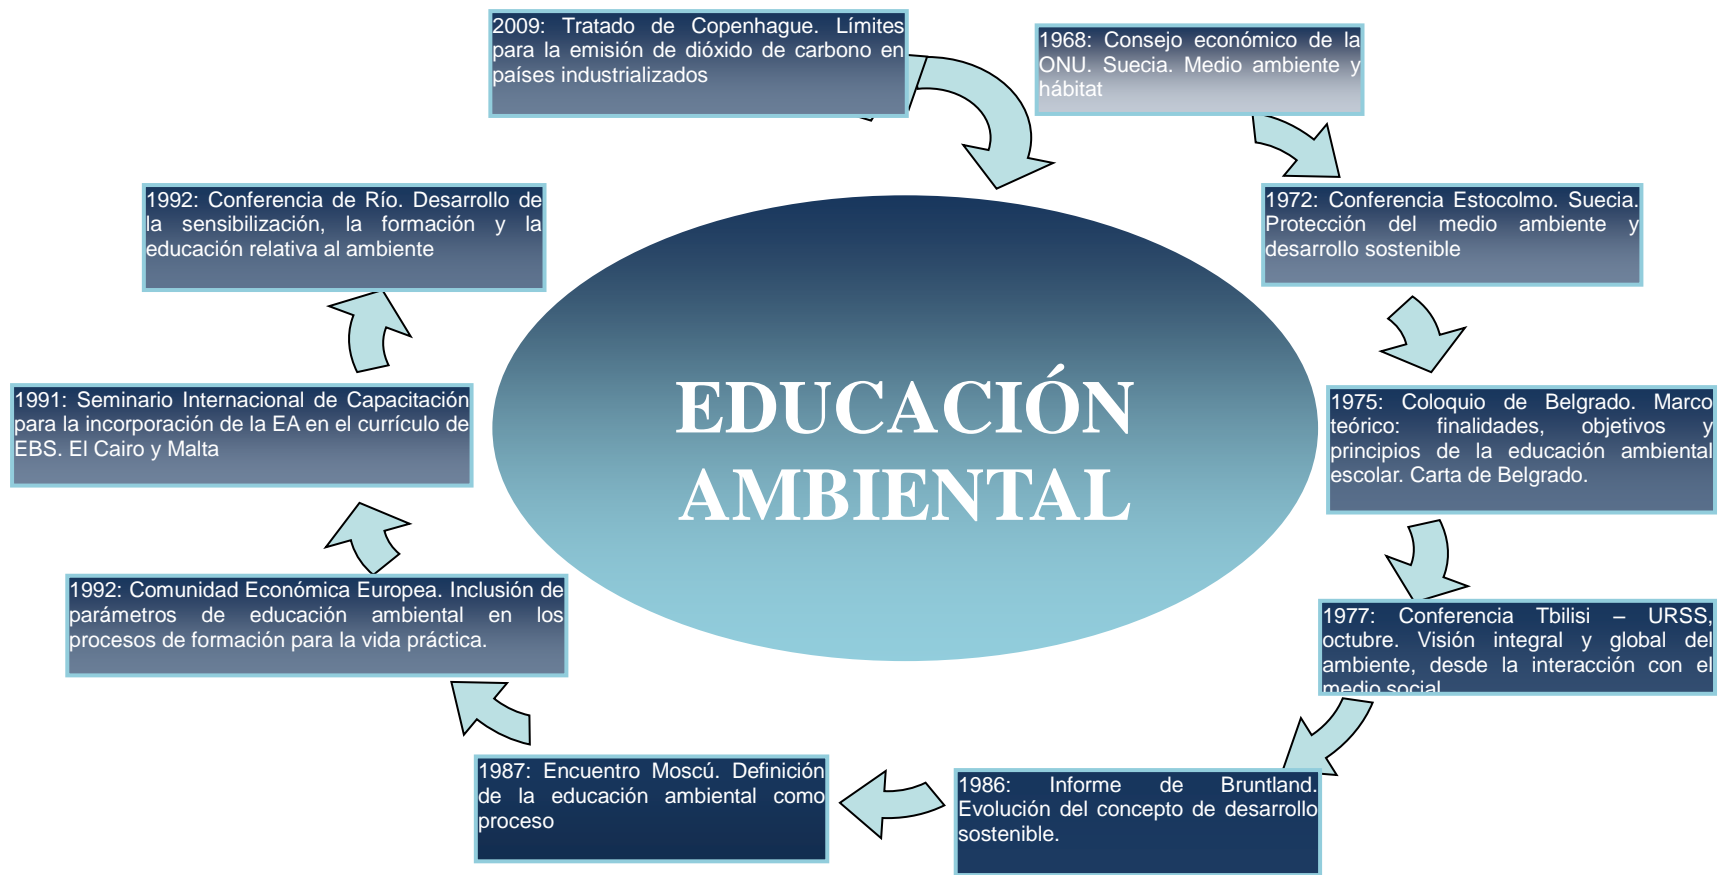 2009: Tratado de Copenhague. Límites
para la emisión de dióxido de carbono en
países industrializados
1968: Consejo económico de la
ONU. Suecia. Medio ambiente y
hábitat
1972: Conferencia Estocolmo. Suecia.
Protección del medio ambiente y
desarrollo sostenible
1975: Coloquio de Belgrado. Marco
teórico: finalidades, objetivos y
principios de la educación ambiental
escolar. Carta de Belgrado.
1977: Conferencia Tbilisi – URSS,
octubre. Visión integral y global del
ambiente, desde la interacción con el
medio social
1986: Informe de Bruntland.
Evolución del concepto de desarrollo
sostenible.
1987: Encuentro Moscú. Definición
de la educación ambiental como
proceso
1992: Comunidad Económica Europea. Inclusión de
parámetros de educación ambiental en los
procesos de formación para la vida práctica.
1991: Seminario Internacional de Capacitación
para la incorporación de la EA en el currículo de
EBS. El Cairo y Malta
1992: Conferencia de Río. Desarrollo de
la sensibilización, la formación y la
educación relativa al ambiente
EDUCACIÓN
AMBIENTAL